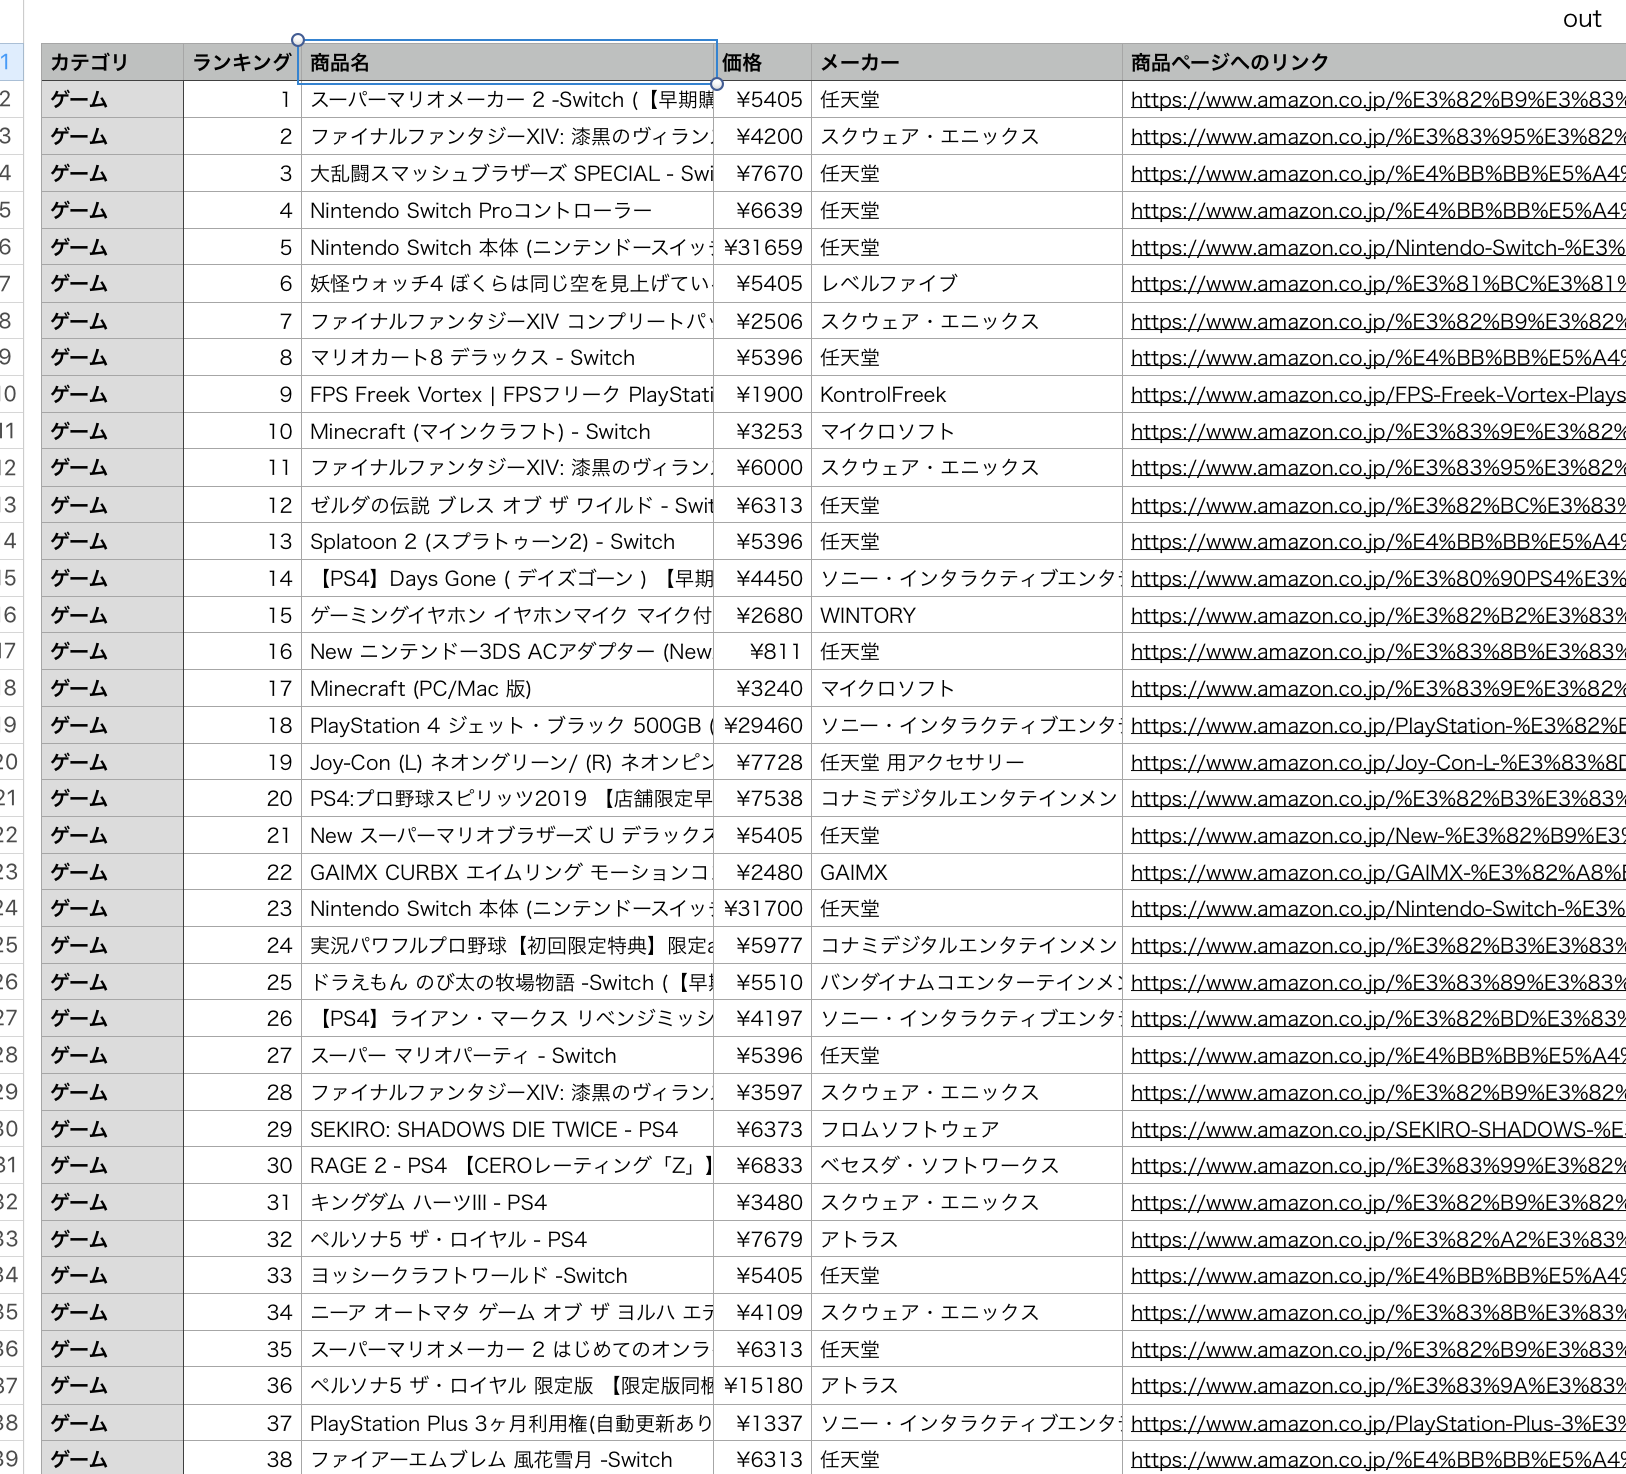 out
1 カテゴリ ランキング 商品名 価格 メーカー 商品ページへのリンク
2 ゲーム 1 スーパーマリオメーカー 2 -Switch (【早期購 ¥5405 任天堂 https://www.amazon.co.jp/%E3%82%B9%E3%83%
3 ゲーム 2 ファイナルファンタジーXIV: 漆黒のヴィラン ¥4200 スクウェア・エニックス https://www.amazon.co.jp/%E3%83%95%E3%82%
4 ゲーム 3 大乱闘スマッシュブラザーズ SPECIAL - Swi ¥7670 任天堂 https://www.amazon.co.jp/%E4%BB%BB%E5%A4%
5 ゲーム 4 Nintendo Switch Proコントローラー ¥6639 任天堂 https://www.amazon.co.jp/%E4%BB%BB%E5%A4%
6 ゲーム 5 Nintendo Switch 本体 (ニンテンドースイッ ¥31659 任天堂 https://www.amazon.co.jp/Nintendo-Switch-%E3%
7 ゲーム 6 妖怪ウォッチ4 ぼくらは同じ空を見上げてい ¥5405 レベルファイブ https://www.amazon.co.jp/%E3%81%BC%E3%81%
8 ゲーム 7 ファイナルファンタジーXIV コンプリートパッ ¥2506 スクウェア・エニックス https://www.amazon.co.jp/%E3%82%B9%E3%82%
9 ゲーム 8 マリオカート8 デラックス - Switch ¥5396 任天堂 https://www.amazon.co.jp/%E4%BB%BB%E5%A4%
10 ゲーム 9 FPS Freek Vortex | FPSフリーク PlayStati ¥1900 KontrolFreek https://www.amazon.co.jp/FPS-Freek-Vortex-Plays
11 ゲーム 10 Minecraft (マインクラフト) - Switch ¥3253 マイクロソフト https://www.amazon.co.jp/%E3%83%9E%E3%82%
12 ゲーム 11 ファイナルファンタジーXIV: 漆黒のヴィラン ¥6000 スクウェア・エニックス https://www.amazon.co.jp/%E3%83%95%E3%82%
13 ゲーム 12 ゼルダの伝説 ブレス オブ ザ ワイルド - Swit ¥6313 任天堂 https://www.amazon.co.jp/%E3%82%BC%E3%83%
4 ゲーム 13 Splatoon 2 (スプラトゥーン2) - Switch ¥5396 任天堂 https://www.amazon.co.jp/%E4%BB%BB%E5%A4%
15 ゲーム 14 【PS4】Days Gone ( デイズゴーン ) 【早期 ¥4450 ソニー・インタラクティブエンタ https://www.amazon.co.jp/%E3%80%90PS4%E3%
16 ゲーム 15 ゲーミングイヤホン イヤホンマイク マイク付 ¥2680 WINTORY https://www.amazon.co.jp/%E3%82%B2%E3%83%
17 ゲーム 16 New ニンテンドー3DS ACアダプター (New ¥811 任天堂 https://www.amazon.co.jp/%E3%83%8B%E3%83%
18 ゲーム 17 Minecraft (PC/Mac 版) ¥3240 マイクロソフト https://www.amazon.co.jp/%E3%83%9E%E3%82%
19 ゲーム 18 PlayStation 4 ジェット・ブラック 500GB ( ¥29460 ソニー・インタラクティブエンタ https://www.amazon.co.jp/PlayStation-%E3%82%E
20 ゲーム 19 Joy-Con (L) ネオングリーン/ (R) ネオンピン ¥7728 任天堂 用アクセサリー https://www.amazon.co.jp/Joy-Con-L-%E3%83%8D
21 ゲーム 20 PS4:プロ野球スピリッツ2019 【店舗限定早 ¥7538 コナミデジタルエンタテインメン https://www.amazon.co.jp/%E3%82%B3%E3%83%
22 ゲーム 21 New スーパーマリオブラザーズ U デラックス ¥5405 任天堂 https://www.amazon.co.jp/New-%E3%82%B9%E3%
23 ゲーム 22 GAIMX CURBX エイムリング モーションコ ¥2480 GAIMX https://www.amazon.co.jp/GAIMX-%E3%82%A8%E
24 ゲーム 23 Nintendo Switch 本体 (ニンテンドースイッ ¥31700 任天堂 https://www.amazon.co.jp/Nintendo-Switch-%E3%
25 ゲーム 24 実況パワフルプロ野球【初回限定特典】限定a ¥5977 コナミデジタルエンタテインメン https://www.amazon.co.jp/%E3%82%B3%E3%83%
26 ゲーム 25 ドラえもん のび太の牧場物語 -Switch (【早期 ¥5510 バンダイナムコエンターテインメン https://www.amazon.co.jp/%E3%83%89%E3%83%
27 ゲーム 26 【PS4】ライアン・マークス リベンジミッシ ¥4197 ソニー・インタラクティブエンタ https://www.amazon.co.jp/%E3%82%BD%E3%83%
28 ゲーム 27 スーパー マリオパーティ - Switch ¥5396 任天堂 https://www.amazon.co.jp/%E4%BB%BB%E5%A4%
29 ゲーム 28 ファイナルファンタジーXIV: 漆黒のヴィラン ¥3597 スクウェア・エニックス https://www.amazon.co.jp/%E3%82%B9%E3%82%
30 ゲーム 29 SEKIRO: SHADOWS DIE TWICE - PS4 ¥6373 フロムソフトウェア https://www.amazon.co.jp/SEKIRO-SHADOWS-%E
31 ゲーム 30 RAGE 2 - PS4 【CEROレーティング「Z」】 ¥6833 ベセスダ・ソフトワークス https://www.amazon.co.jp/%E3%83%99%E3%82%
32 ゲーム 31 キングダム ハーツIII - PS4 ¥3480 スクウェア・エニックス https://www.amazon.co.jp/%E3%82%B9%E3%82%
33 ゲーム 32 ペルソナ5 ザ・ロイヤル - PS4 ¥7679 アトラス https://www.amazon.co.jp/%E3%82%A2%E3%83%
34 ゲーム 33 ヨッシークラフトワールド -Switch ¥5405 任天堂 https://www.amazon.co.jp/%E4%BB%BB%E5%A4%
35 ゲーム 34 ニーア オートマタ ゲーム オブ ザ ヨルハ エデ ¥4109 スクウェア・エニックス https://www.amazon.co.jp/%E3%83%8B%E3%83%
36 ゲーム 35 スーパーマリオメーカー 2 はじめてのオンラ ¥6313 任天堂 https://www.amazon.co.jp/%E3%82%B9%E3%83%
37 ゲーム 36 ペルソナ5 ザ・ロイヤル 限定版 【限定版同梱 ¥15180 アトラス https://www.amazon.co.jp/%E3%83%9A%E3%83%
38 ゲーム 37 PlayStation Plus 3ヶ月利用権(自動更新あり ¥1337 ソニー・インタラクティブエンタ https://www.amazon.co.jp/PlayStation-Plus-3%E3%
39 ゲーム 38 ファイアーエムブレム 風花雪月 -Switch ¥6313 任天堂 https://www.amazon.co.jp/%E4%BB%BB%E5%A4%